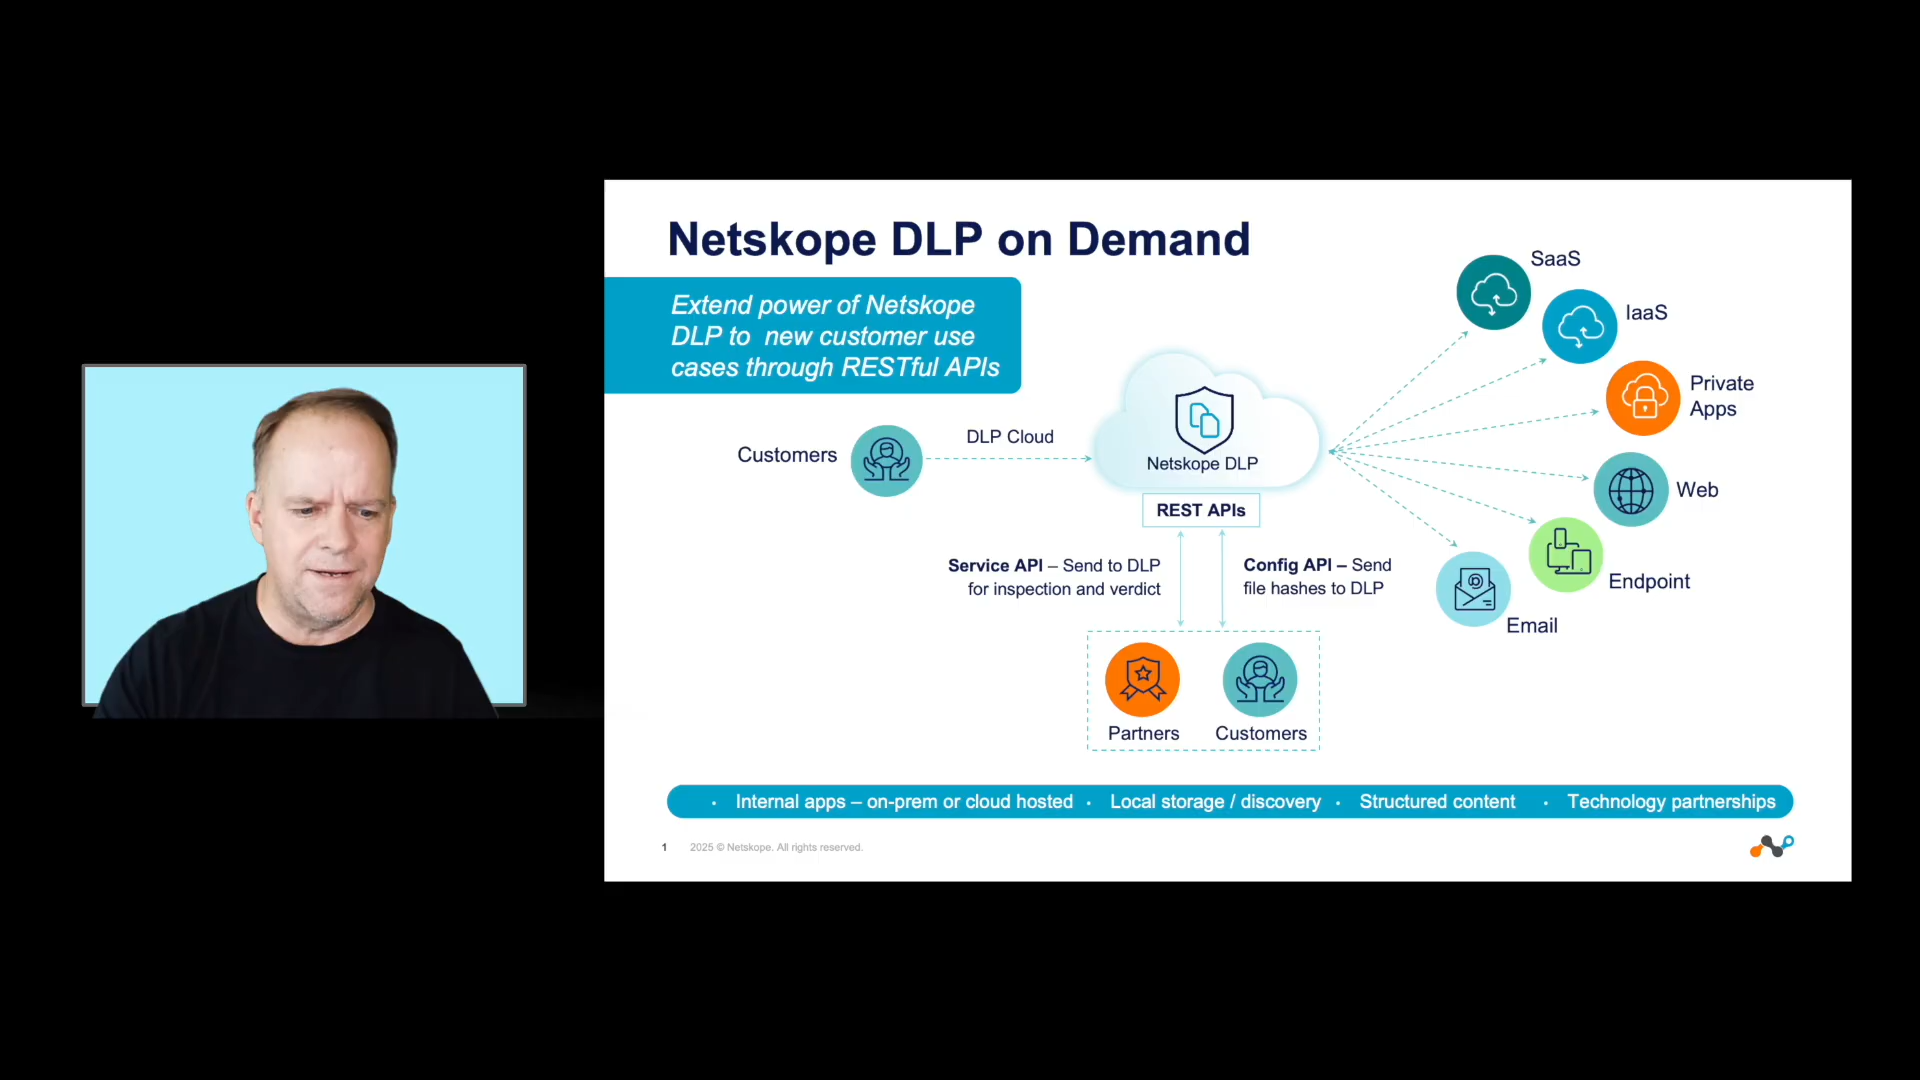 Netskope DLP on Demand
Extend power of Netskope
DLP to new customer use
cases through RESTful APIs
SaaS
IaaS
Private
Apps
Web
Endpoint
Email
Customers
DLP Cloud
Netskope DLP
REST APIs
Service API – Send to DLP
for inspection and verdict
Config API – Send
file hashes to DLP
Partners
Customers
• Internal apps – on-prem or cloud hosted • Local storage / discovery • Structured content • Technology partnerships
1 2025 © Netskope. All rights reserved.